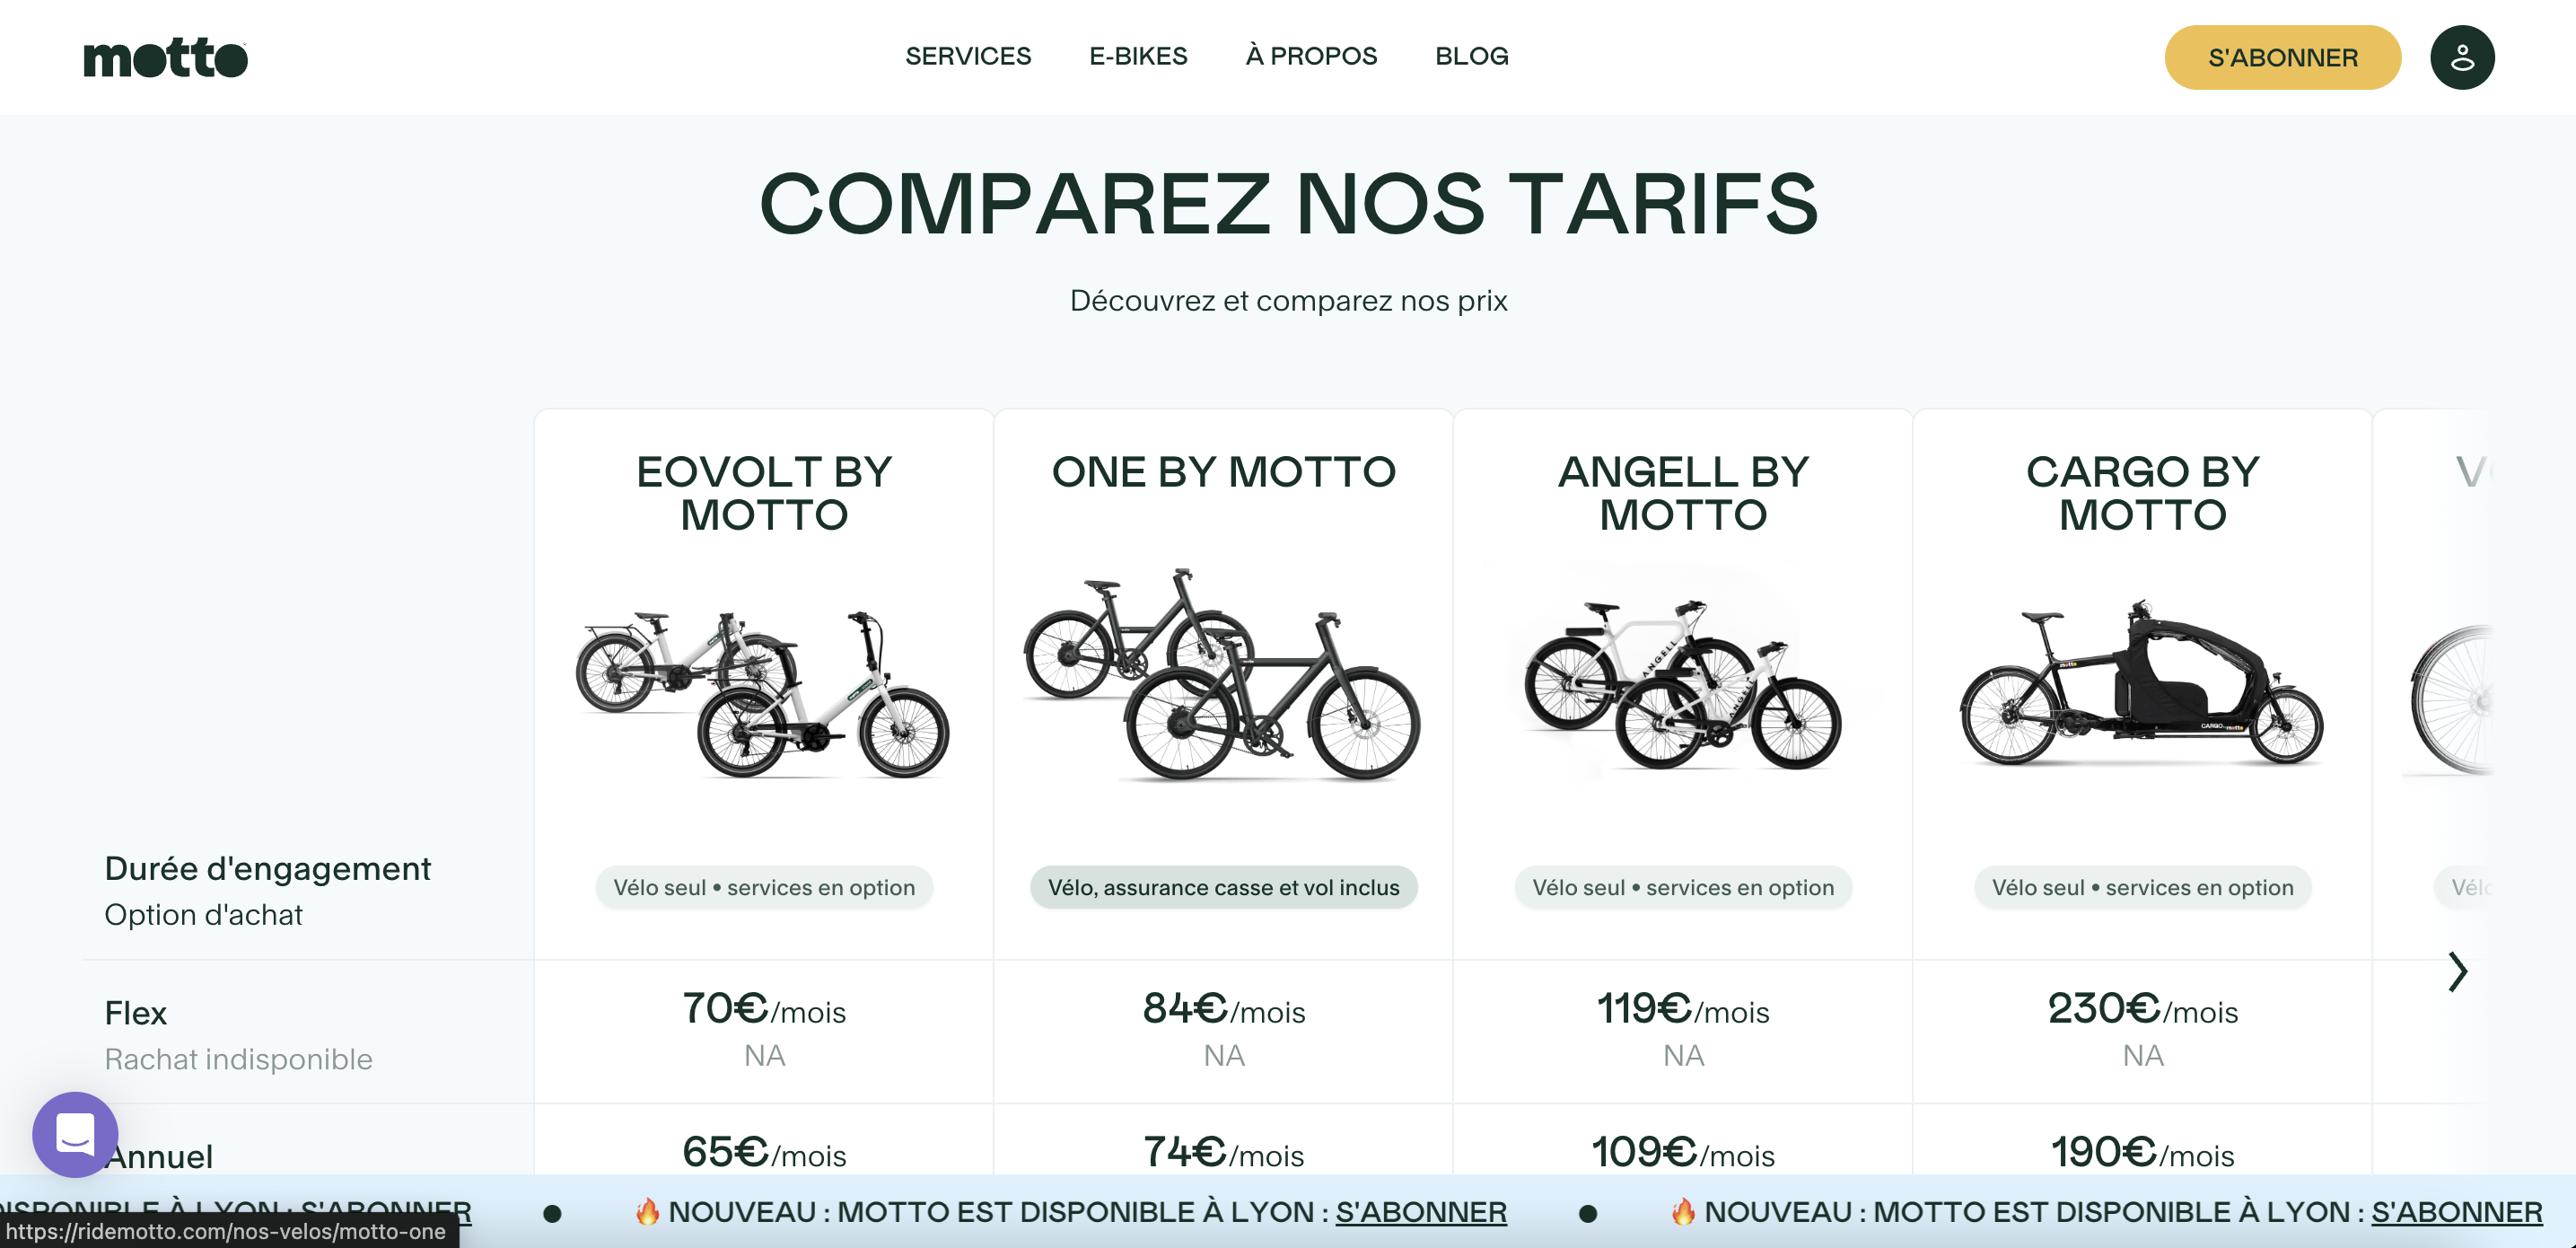 motto
SERVICES E-BIKES À PROPOS BLOG
S'ABONNER
COMPAREZ NOS TARIFS
Découvrez et comparez nos prix
EOVOLT BY
MOTTO
ONE BY MOTTO
ANGELL BY
MOTTO
CARGO BY
MOTTO
Durée d'engagement
Option d'achat
Vélo seul • services en option
Vélo, assurance casse et vol inclus
Vélo seul • services en option
Vélo seul • services en option
Flex
Rachat indisponible
70€/mois
NA
84€/mois
NA
119€/mois
NA
230€/mois
NA
Annuel
65€/mois
74€/mois
109€/mois
190€/mois
DISPONIBLE À LYON : S'ABONNER ● 🔥 NOUVEAU : MOTTO EST DISPONIBLE À LYON : S'ABONNER ● 🔥 NOUVEAU : MOTTO EST DISPONIBLE À LYON : S'ABONNER
https://ridemotto.com/nos-velos/motto-one